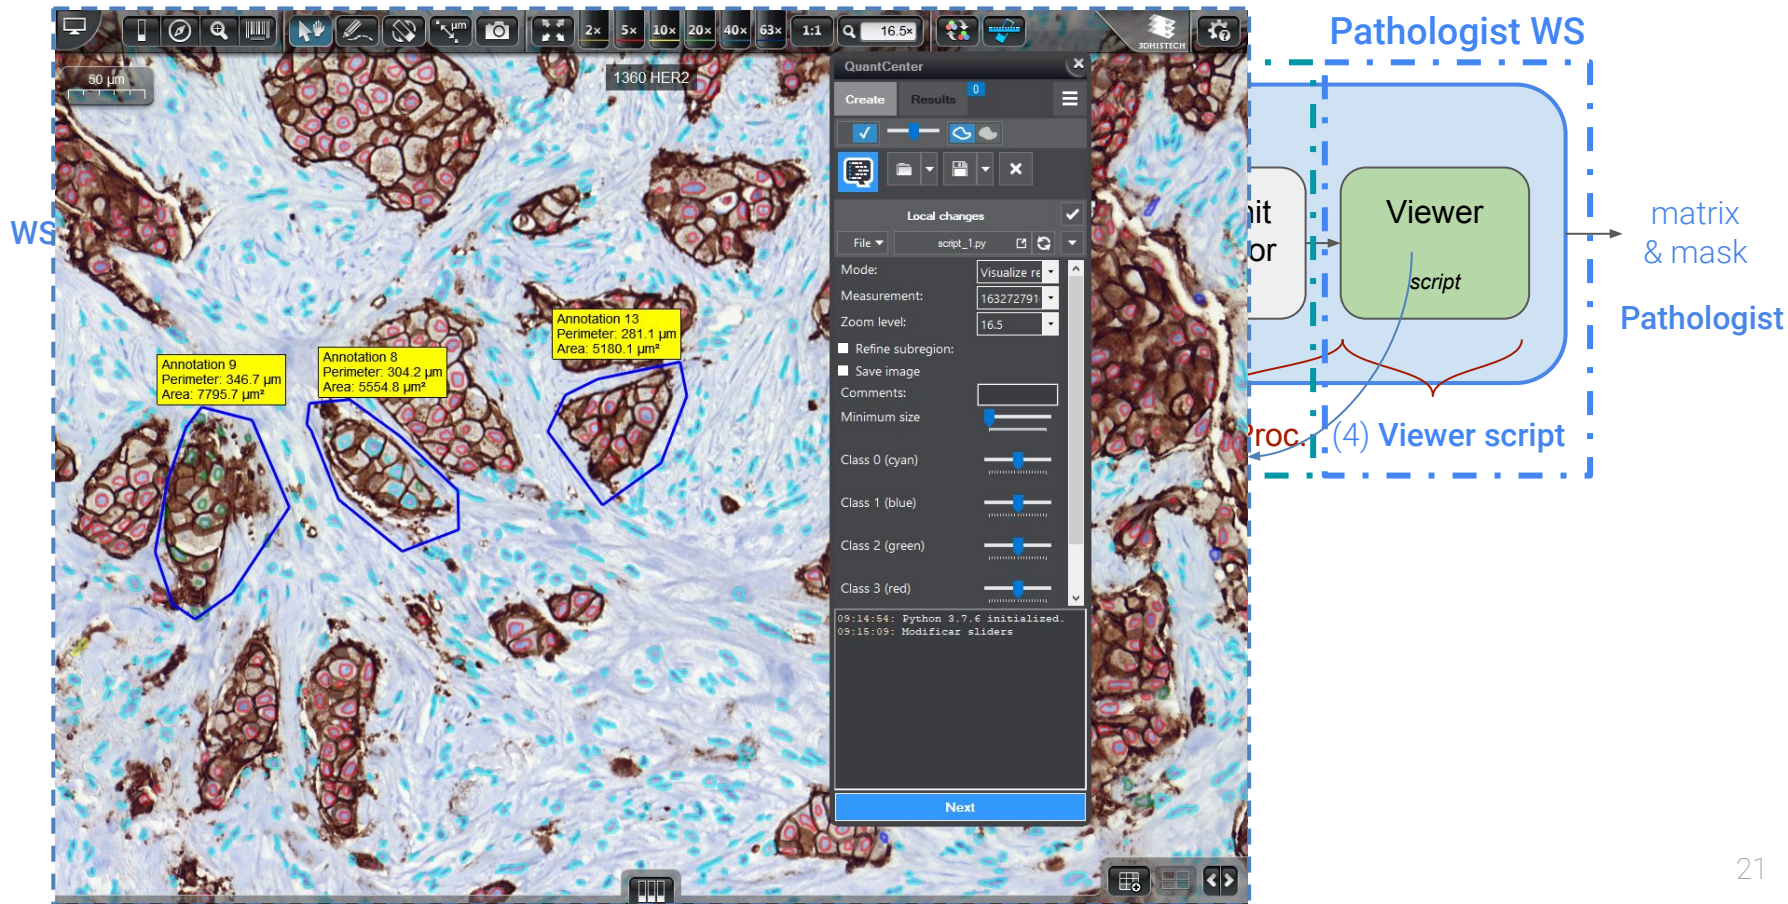 Pathologist WS
2×
5×
10×
20×
40×
63×
1:1
16.5×
3DHISTECH
µm
50 µm
1360 HER2
QuantCenter
Create
Results
0
Local changes
File
script_1.py
Mode:
Visualize re
Measurement:
163272791
Zoom level:
16.5
Refine subregion:
Save image
Comments:
Minimum size
Class 0 (cyan)
Class 1 (blue)
Class 2 (green)
Class 3 (red)
09:14:54: Python 3.7.6 initialized.
09:15:09: Modificar sliders
Next
Annotation 13
Perimeter: 281.1 µm
Area: 5180.1 µm²
Annotation 8
Perimeter: 304.2 µm
Area: 5554.8 µm²
Annotation 9
Perimeter: 346.7 µm
Area: 7795.7 µm²
WS
Viewer
script
matrix
& mask
Pathologist
(4) Viewer script
21